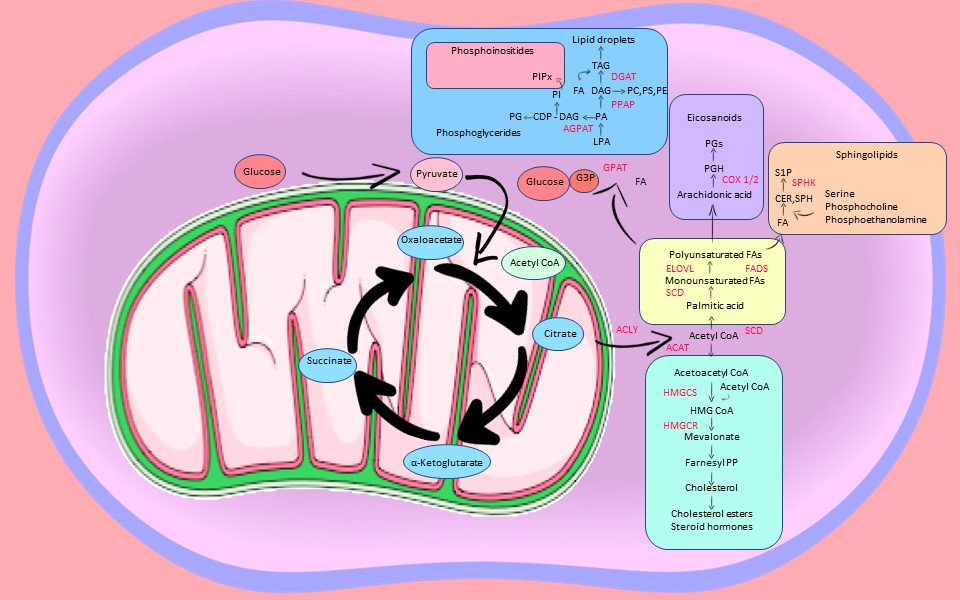 Lipid droplets
Phosphoinositides
TAG
PIPx
DGAT
PI
FA DAG PC,PS,PE
PPAP
PG CDP - DAG PA
AGPAT
Phosphoglycerides
LPA
Eicosanoids
PGs
PGH
COX 1/2
Arachidonic acid
Sphingolipids
S1P
SPHK
CER,SPH
FA
Serine
Phosphocholine
Phosphoethanolamine
Glucose
Pyruvate
Glucose
G3P
GPAT
FA
Oxaloacetate
Acetyl CoA
Citrate
Succinate
α-Ketoglutarate
Polyunsaturated FAs
ELOVL FADS
Monounsaturated FAs
SCD
Palmitic acid
ACLY
Acetyl CoA
SCD
ACAT
Acetoacetyl CoA
HMGCS
Acetyl CoA
HMG CoA
HMGCR
Mevalonate
Farnesyl PP
Cholesterol
Cholesterol esters
Steroid hormones